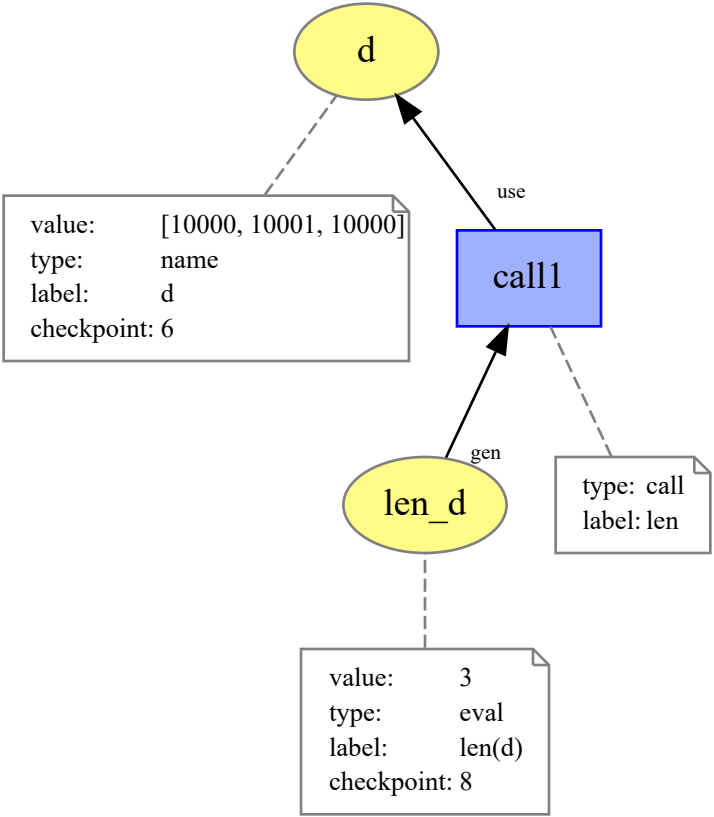 d
use
value: [10000, 10001, 10000]
type: name
label: d
checkpoint: 6
call1
gen
len_d
type: call
label: len
value: 3
type: eval
label: len(d)
checkpoint: 8